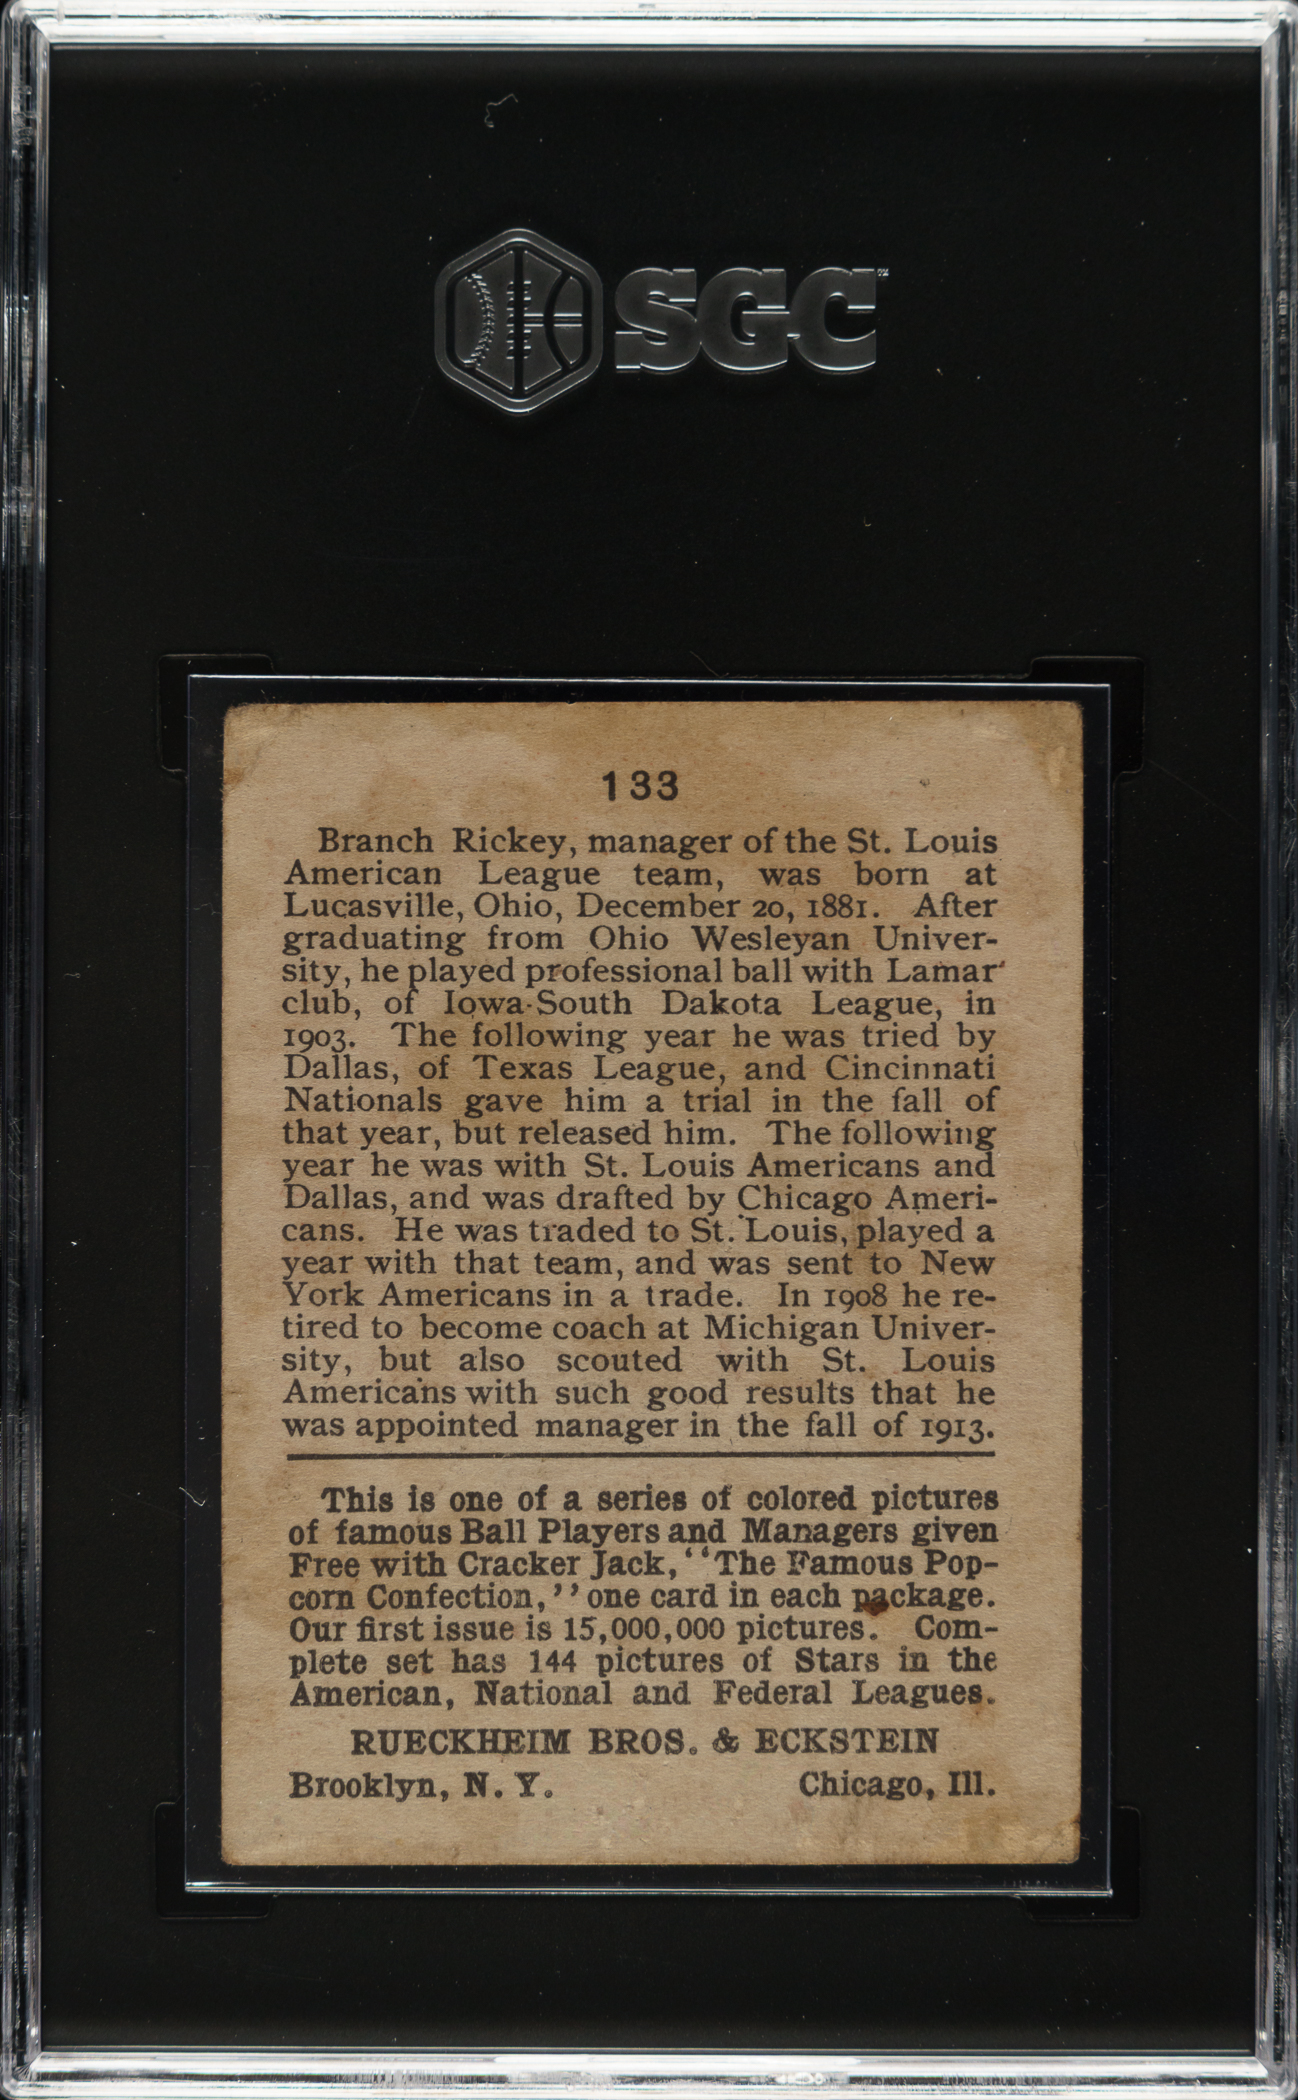 SGC™
133
Branch Rickey, manager of the St. Louis
American League team, was born at
Lucasville, Ohio, December 20, 1881. After
graduating from Ohio Wesleyan Univer-
sity, he played professional ball with Lamar
club, of Iowa-South Dakota League, in
1903. The following year he was tried by
Dallas, of Texas League, and Cincinnati
Nationals gave him a trial in the fall of
that year, but released him. The following
year he was with St. Louis Americans and
Dallas, and was drafted by Chicago Ameri-
cans. He was traded to St. Louis, played a
year with that team, and was sent to New
York Americans in a trade. In 1908 he re-
tired to become coach at Michigan Univer-
sity, but also scouted with St. Louis
Americans with such good results that he
was appointed manager in the fall of 1913.
This is one of a series of colored pictures
of famous Ball Players and Managers given
Free with Cracker Jack, "The Famous Pop-
corn Confection," one card in each package.
Our first issue is 15,000,000 pictures. Com-
plete set has 144 pictures of Stars in the
American, National and Federal Leagues.
RUECKHEIM BROS. & ECKSTEIN
Brooklyn, N. Y. Chicago, Ill.